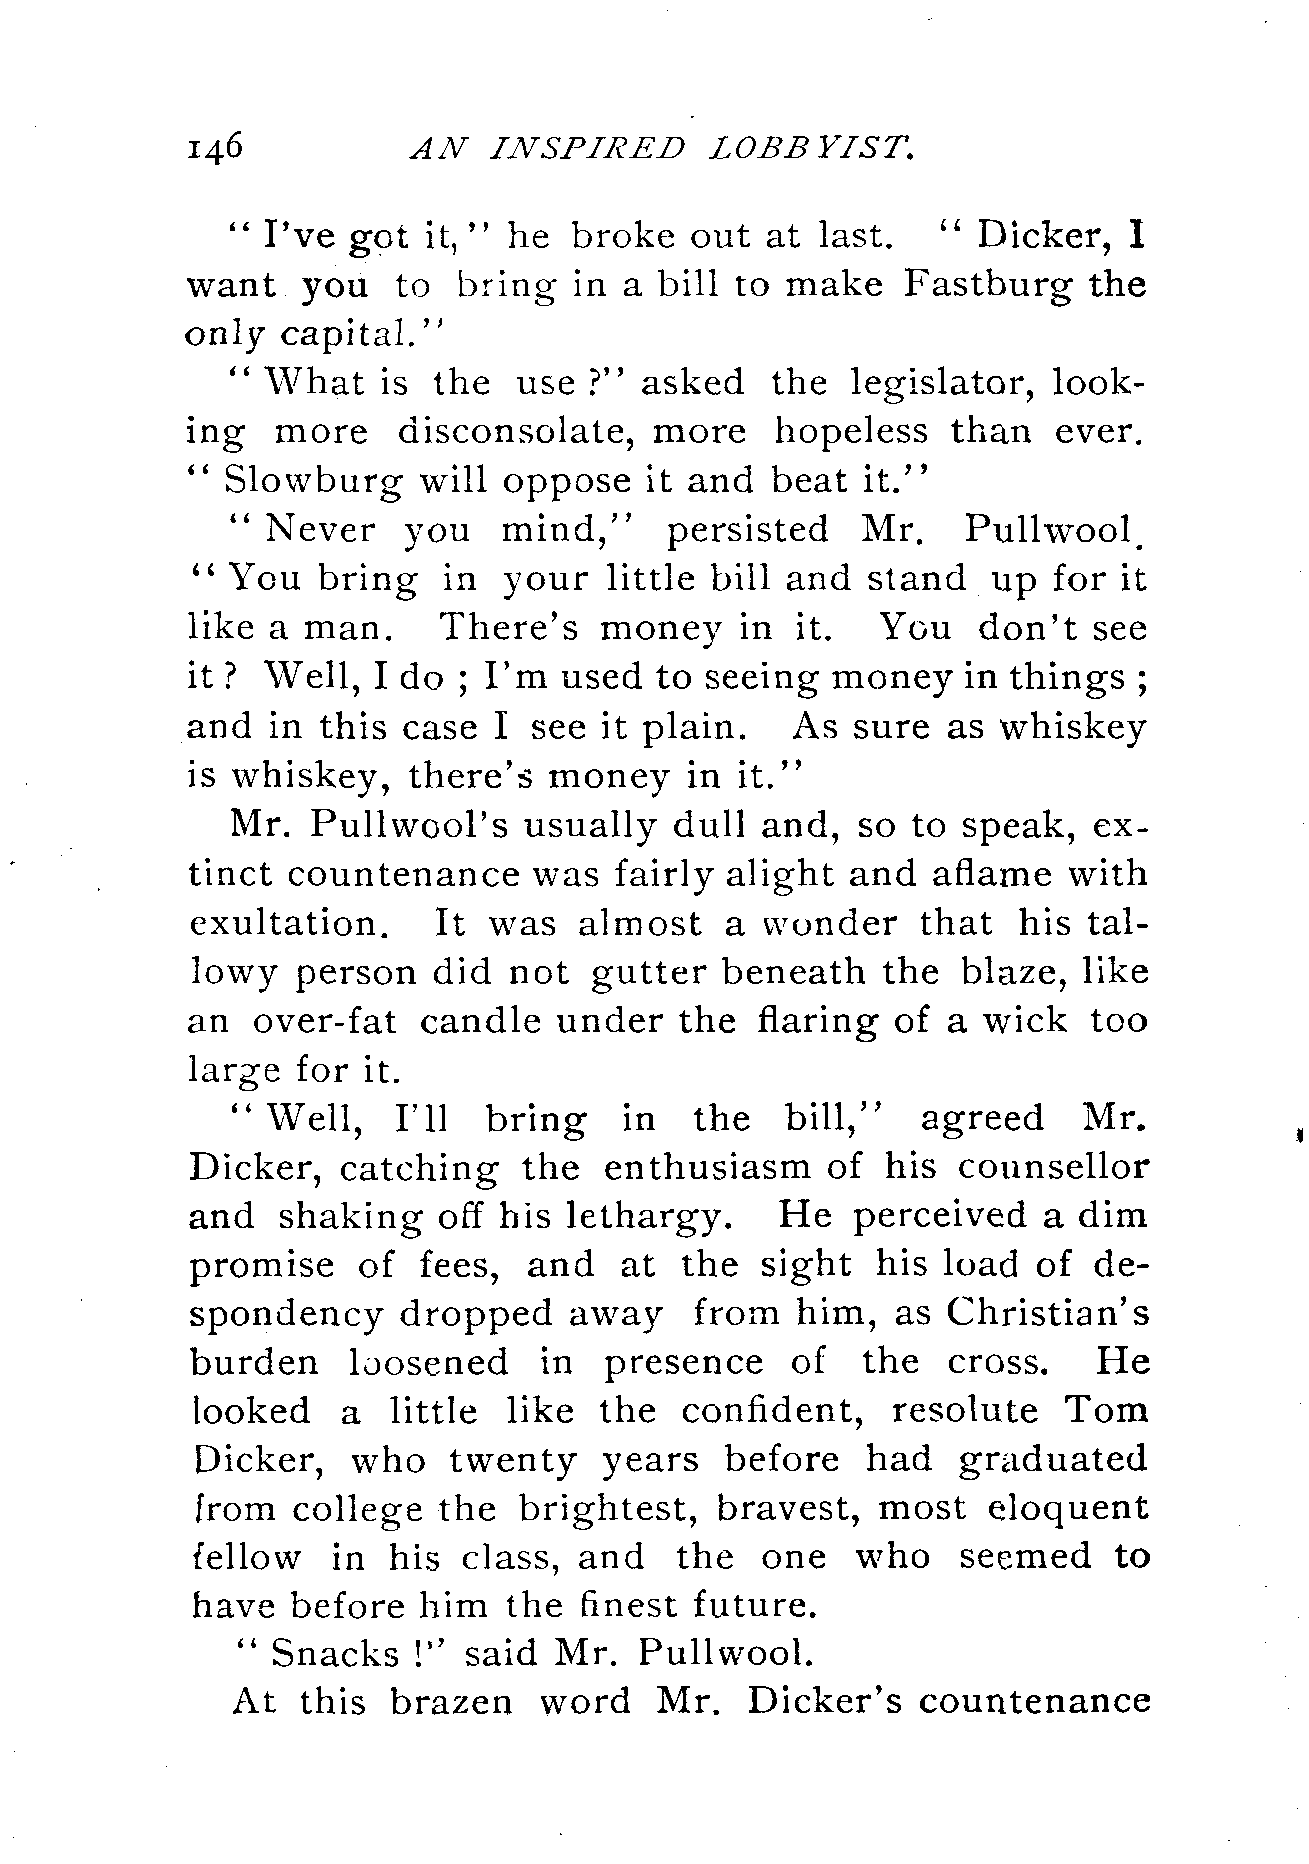 146 AN INSPIRED LOBBYIST.
"I've got it," he broke out at last. "Dicker, I
want you to bring in a bill to make Fastburg the
only capital."
"What is the use?" asked the legislator, look-
ing more disconsolate, more hopeless than ever.
"Slowburg will oppose it and beat it."
"Never you mind," persisted Mr. Pullwool.
"You bring in your little bill and stand up for it
like a man. There's money in it. You don't see
it? Well, I do; I'm used to seeing money in things;
and in this case I see it plain. As sure as whiskey
is whiskey, there's money in it."
Mr. Pullwool's usually dull and, so to speak, ex-
tinct countenance was fairly alight and aflame with
exultation. It was almost a wonder that his tal-
lowy person did not gutter beneath the blaze, like
an over-fat candle under the flaring of a wick too
large for it.
"Well, I'll bring in the bill," agreed Mr.
Dicker, catching the enthusiasm of his counsellor
and shaking off his lethargy. He perceived a dim
promise of fees, and at the sight his load of de-
spondency dropped away from him, as Christian's
burden loosened in presence of the cross. He
looked a little like the confident, resolute Tom
Dicker, who twenty years before had graduated
from college the brightest, bravest, most eloquent
fellow in his class, and the one who seemed to
have before him the finest future.
"Snacks!" said Mr. Pullwool.
At this brazen word Mr. Dicker's countenance